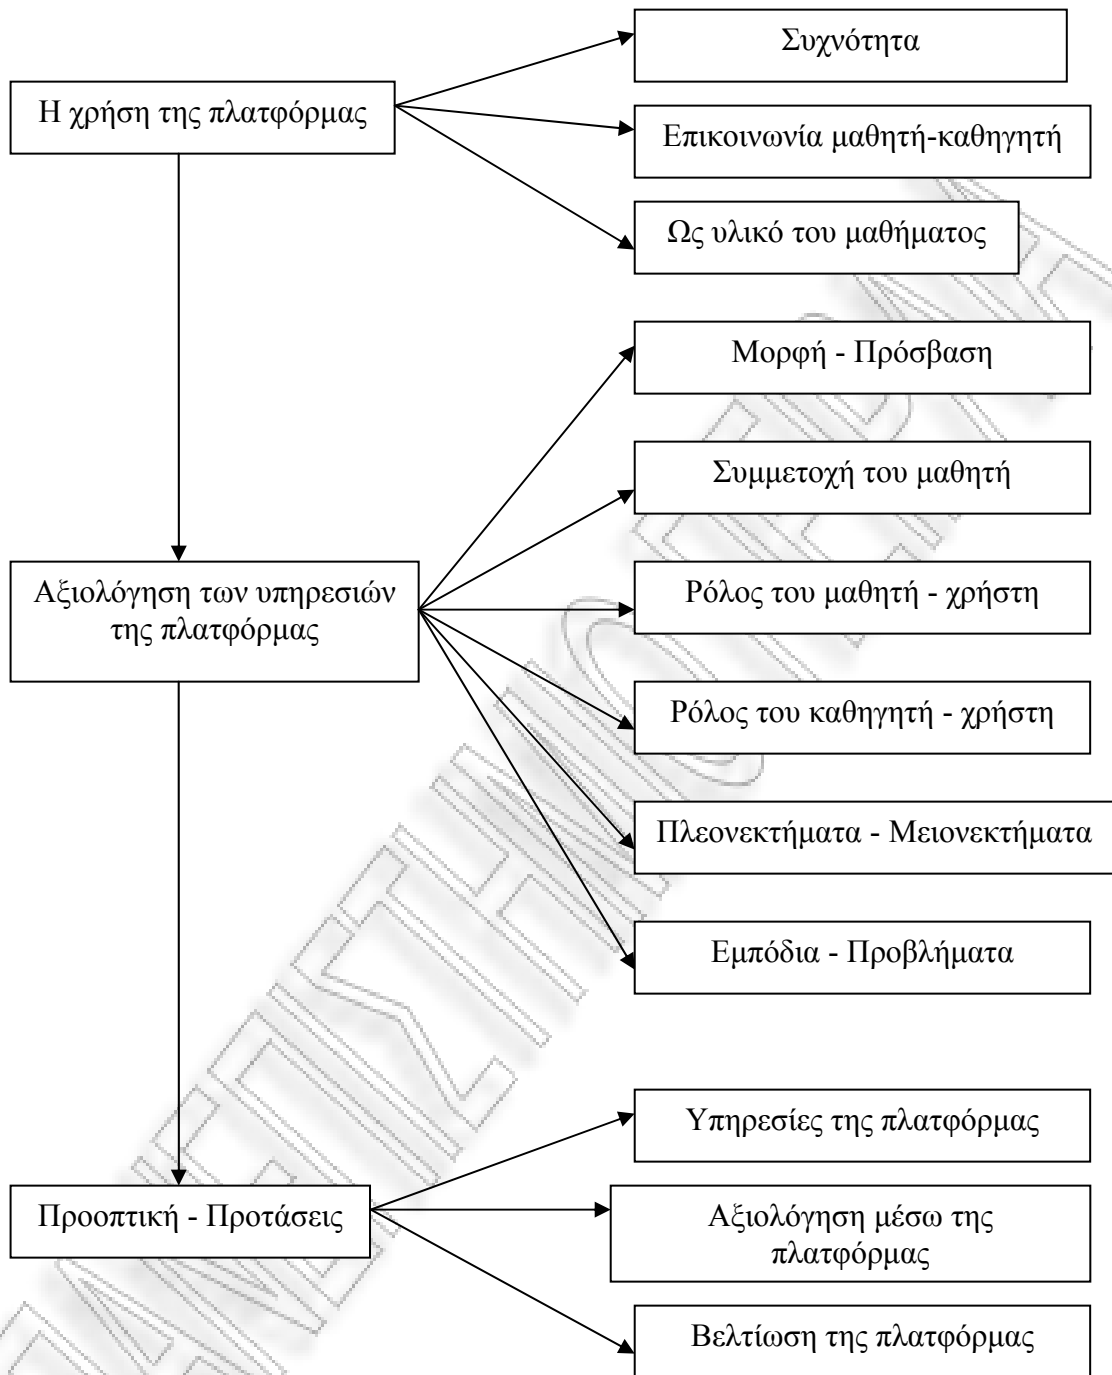 Η χρήση της πλατφόρμας
Συχνότητα
Επικοινωνία μαθητή-καθηγητή
Ως υλικό του μαθήματος
Αξιολόγηση των υπηρεσιών
της πλατφόρμας
Μορφή - Πρόσβαση
Συμμετοχή του μαθητή
Ρόλος του μαθητή - χρήστη
Ρόλος του καθηγητή - χρήστη
Πλεονεκτήματα - Μειονεκτήματα
Εμπόδια - Προβλήματα
Προοπτική - Προτάσεις
Υπηρεσίες της πλατφόρμας
Αξιολόγηση μέσω της
πλατφόρμας
Βελτίωση της πλατφόρμας